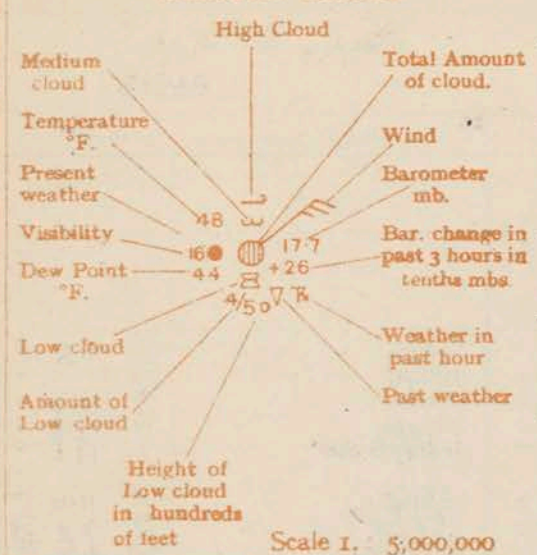 High Cloud
Medium
cloud
Total Amount
of cloud.
Temperature
°F.
Wind
Present
weather
Barometer
mb.
48
Visibility
16
17.7
Bar. change in
past 3 hours in
tenths mbs
Dew Point
°F.
44
+26
4/50
Low cloud
Weather in
past hour
Amount of
Low cloud
Past weather
Height of
Low cloud
in hundreds
of feet
Scale 1. 5,000,000